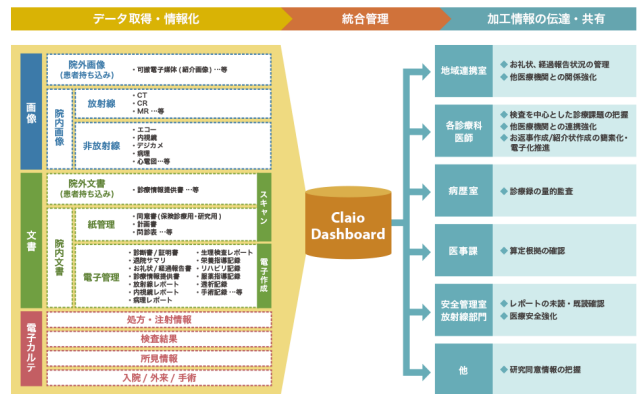 データ取得・情報化
統合管理
加工情報の伝達・共有
画像
院外画像
(患者持ち込み)
・可搬電子媒体(紹介画像)…等
院内画像
放射線
・CT
・CR
・MR …等
非放射線
・エコー
・内視鏡
・デジカメ
・病理
・心電図…等
文書
院外文書
(患者持ち込み)
・診療情報提供書 …等
スキャン
院内文書
紙管理
・同意書(保険診療用・研究用)
・計画書
・問診表 …等
電子管理
・診断書/証明書
・退院サマリ
・お礼状/経過報告書
・診療情報提供書
・放射線レポート
・内視鏡レポート
・病理レポート
・生理検査レポート
・栄養指導記録
・リハビリ記録
・服薬指導記録
・透析記録
・手術記録 …等
電子作成
電子カルテ
処方・注射情報
検査結果
所見情報
入院/外来/手術
Claio
Dashboard
地域連携室
◆お礼状、経過報告状況の管理
◆他医療機関との関係強化
各診療科
医師
◆検査を中心とした診療課題の把握
◆他医療機関との連携強化
◆お返事作成/紹介状作成の簡素化・
電子化推進
病歴室
◆診療録の量的監査
医事課
◆算定根拠の確認
安全管理室
放射線部門
◆レポートの未読・既読確認
◆医療安全強化
他
◆研究同意情報の把握